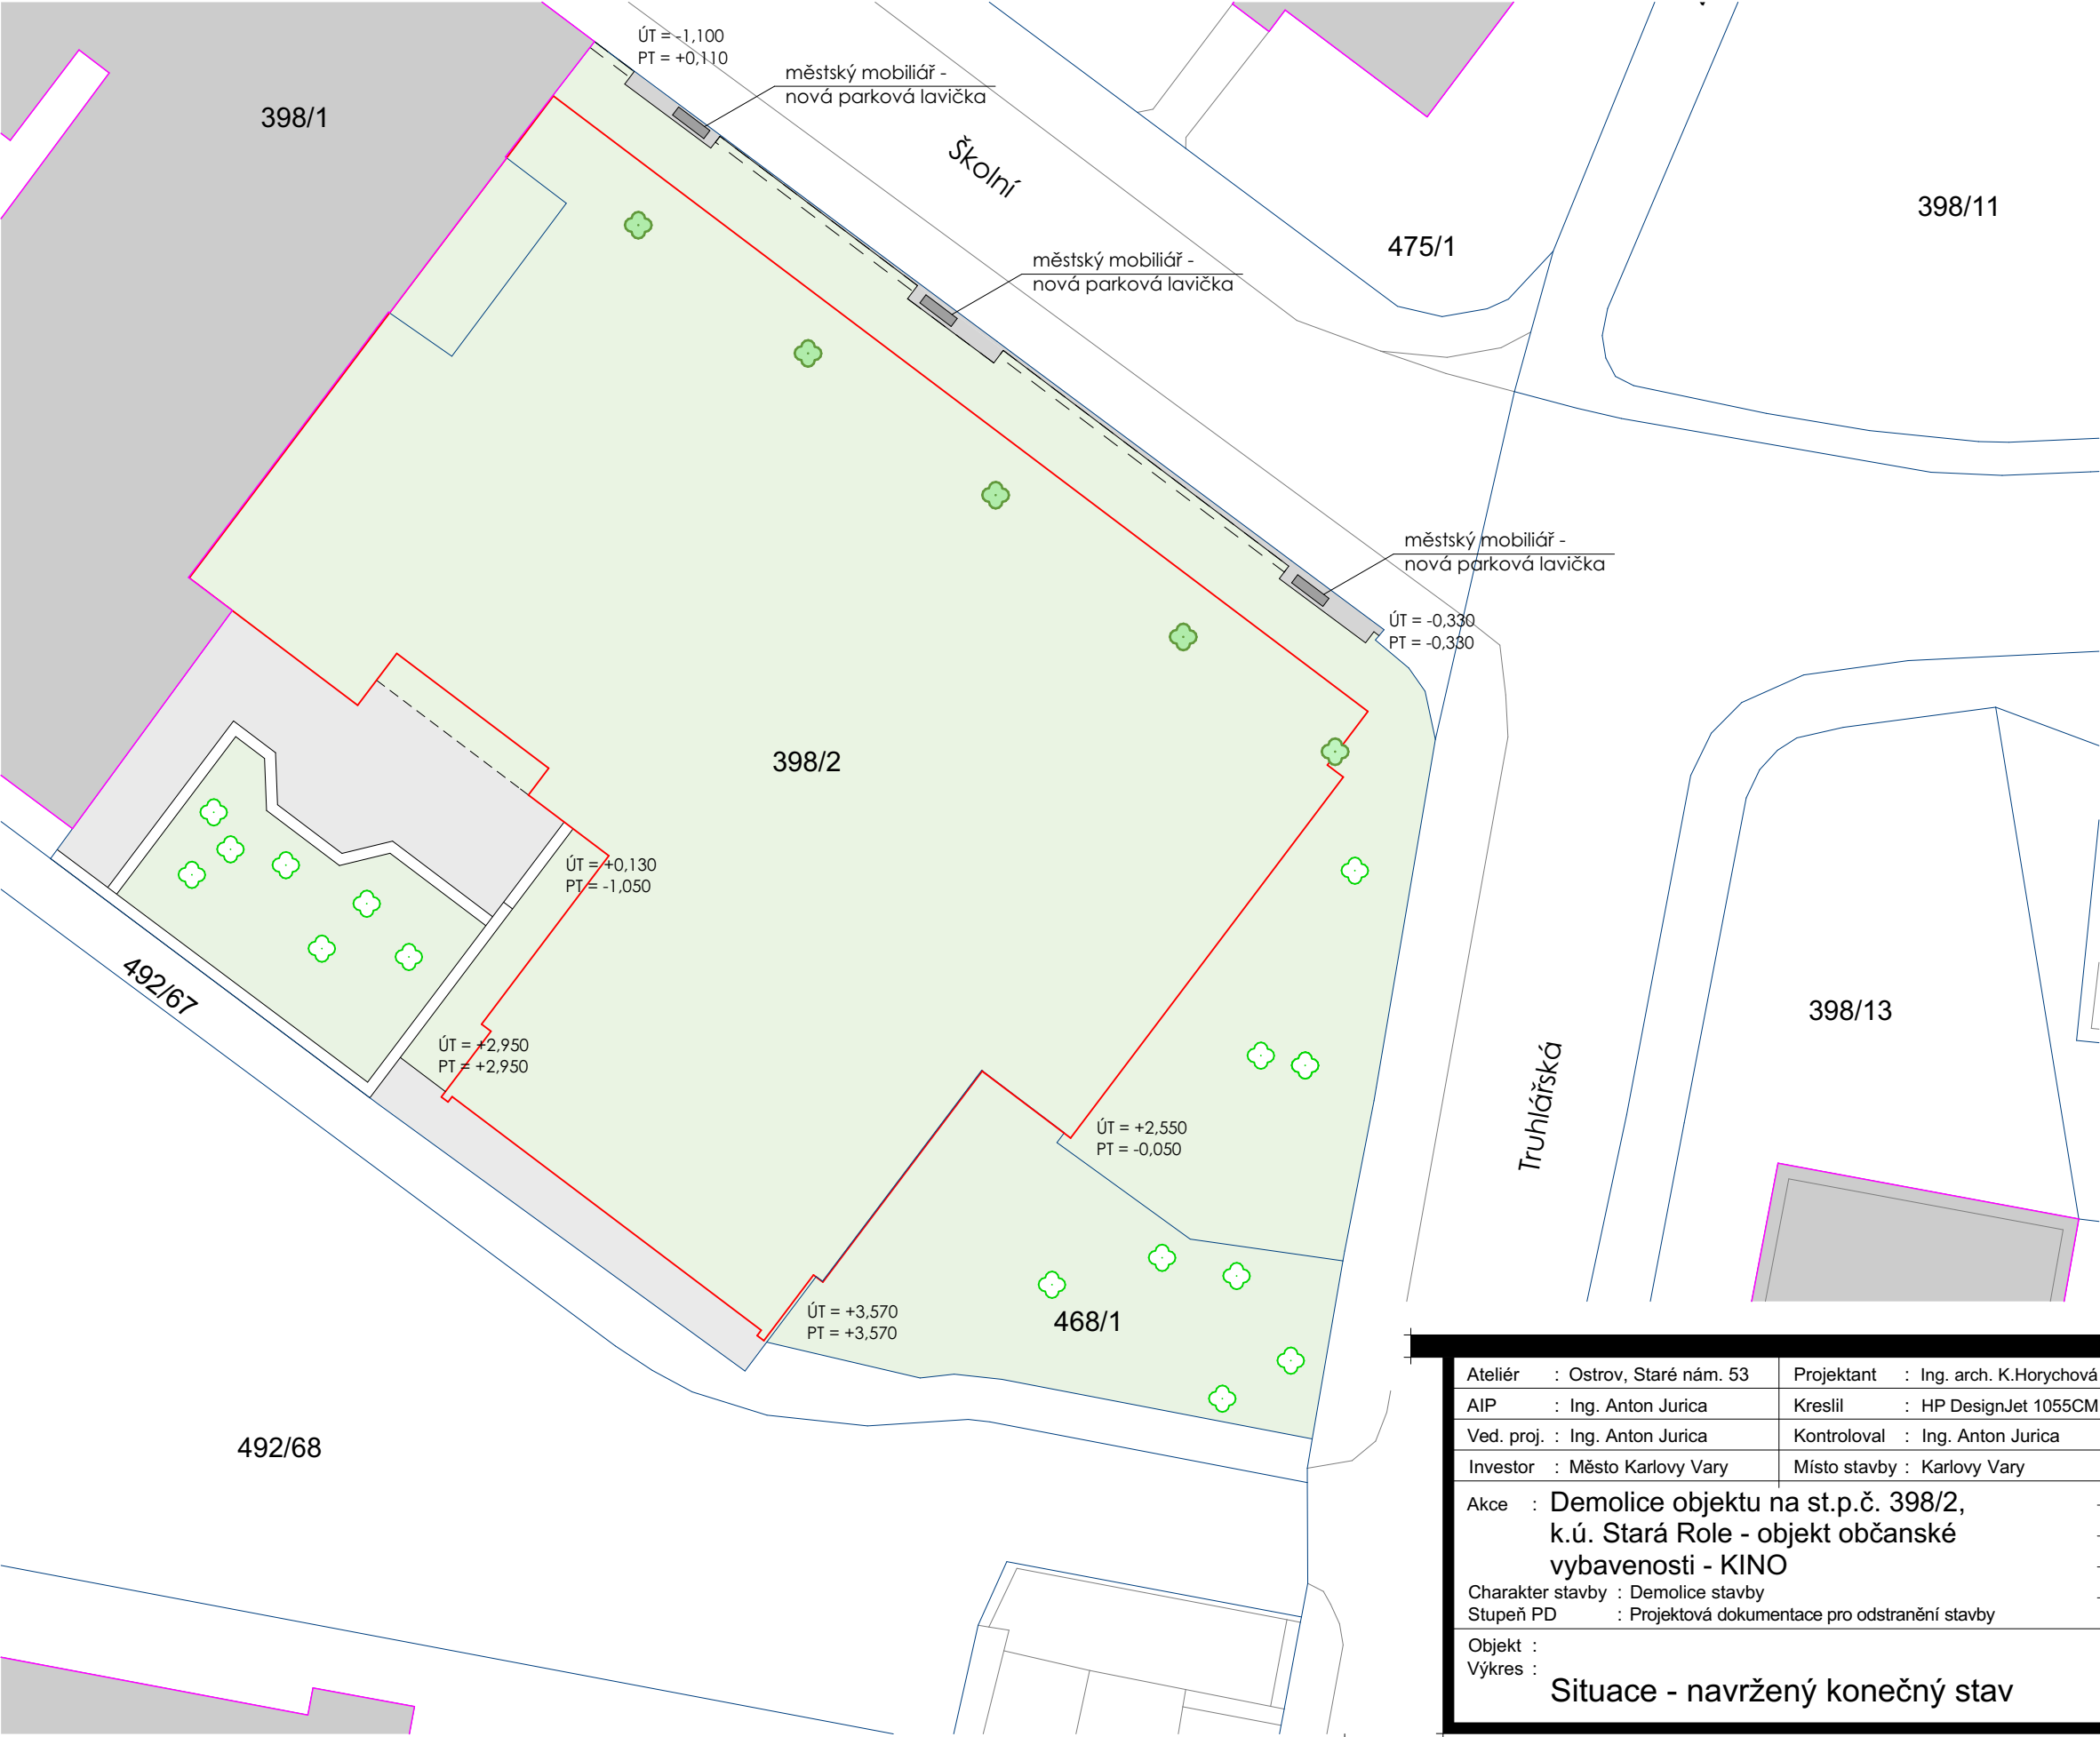 ÚT = -1,100
PT = +0,110
městský mobiliář -
nová parková lavička
398/1
Školní
398/11
475/1
městský mobiliář -
nová parková lavička
městský mobiliář -
nová parková lavička
ÚT = -0,330
PT = -0,330
398/2
ÚT = +0,130
PT = -1,050
492/67
398/13
ÚT = +2,950
PT = +2,950
Truhlářská
ÚT = +2,550
PT = -0,050
ÚT = +3,570
PT = +3,570
468/1
492/68
Ateliér : Ostrov, Staré nám. 53 Projektant : Ing. arch. K.Horychová
AIP : Ing. Anton Jurica Kreslil : HP DesignJet 1055CM
Ved. proj. : Ing. Anton Jurica Kontroloval : Ing. Anton Jurica
Investor : Město Karlovy Vary Místo stavby : Karlovy Vary
Akce : Demolice objektu na st.p.č. 398/2,
k.ú. Stará Role - objekt občanské
vybavenosti - KINO
Charakter stavby : Demolice stavby
Stupeň PD : Projektová dokumentace pro odstranění stavby
Objekt :
Výkres :
Situace - navržený konečný stav